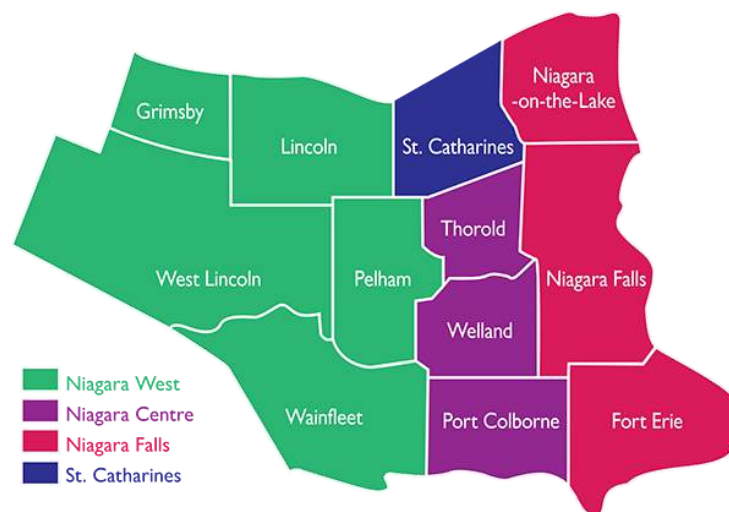 Niagara
-on-the-Lake
Grimsby
Lincoln
St. Catharines
Thorold
West Lincoln
Pelham
Niagara Falls
Welland
Wainfleet
Port Colborne
Fort Erie
Niagara West
Niagara Centre
Niagara Falls
St. Catharines